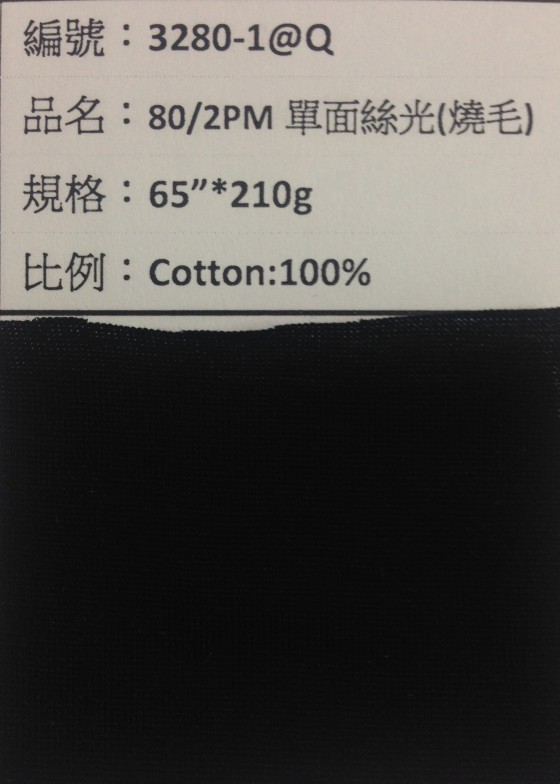 編號：3280-1@Q
品名：80/2PM 單面絲光(燒毛)
規格：65”*210g
比例：Cotton:100%